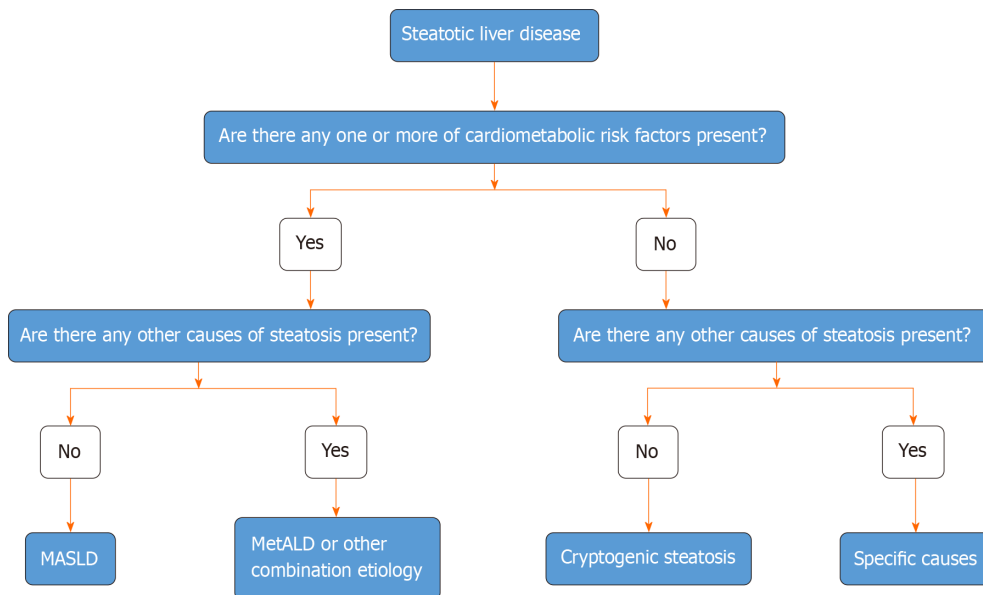 Steatotic liver disease
Are there any one or more of cardiometabolic risk factors present?
Yes
No
Are there any other causes of steatosis present?
Are there any other causes of steatosis present?
No
Yes
No
Yes
MASLD
MetALD or other
combination etiology
Cryptogenic steatosis
Specific causes